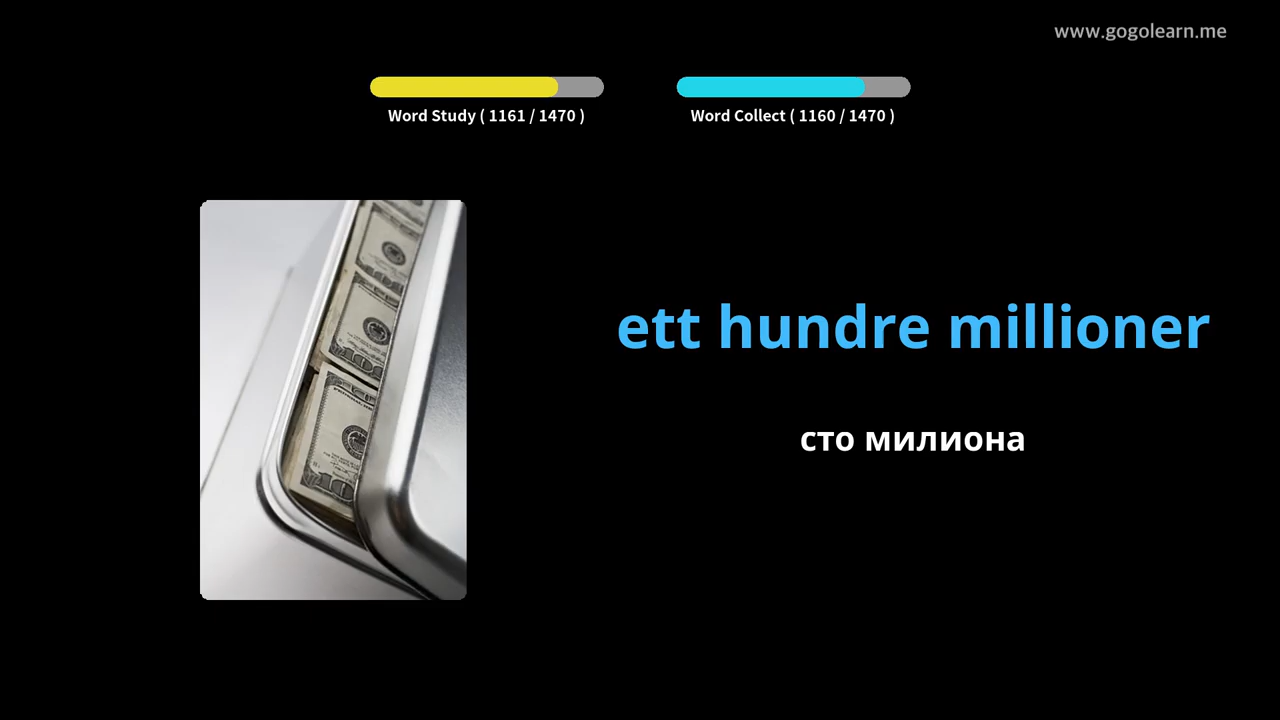 www.gogolearn.me
Word Study ( 1161 / 1470 )
Word Collect ( 1160 / 1470 )
ett hundre millioner
сто милиона